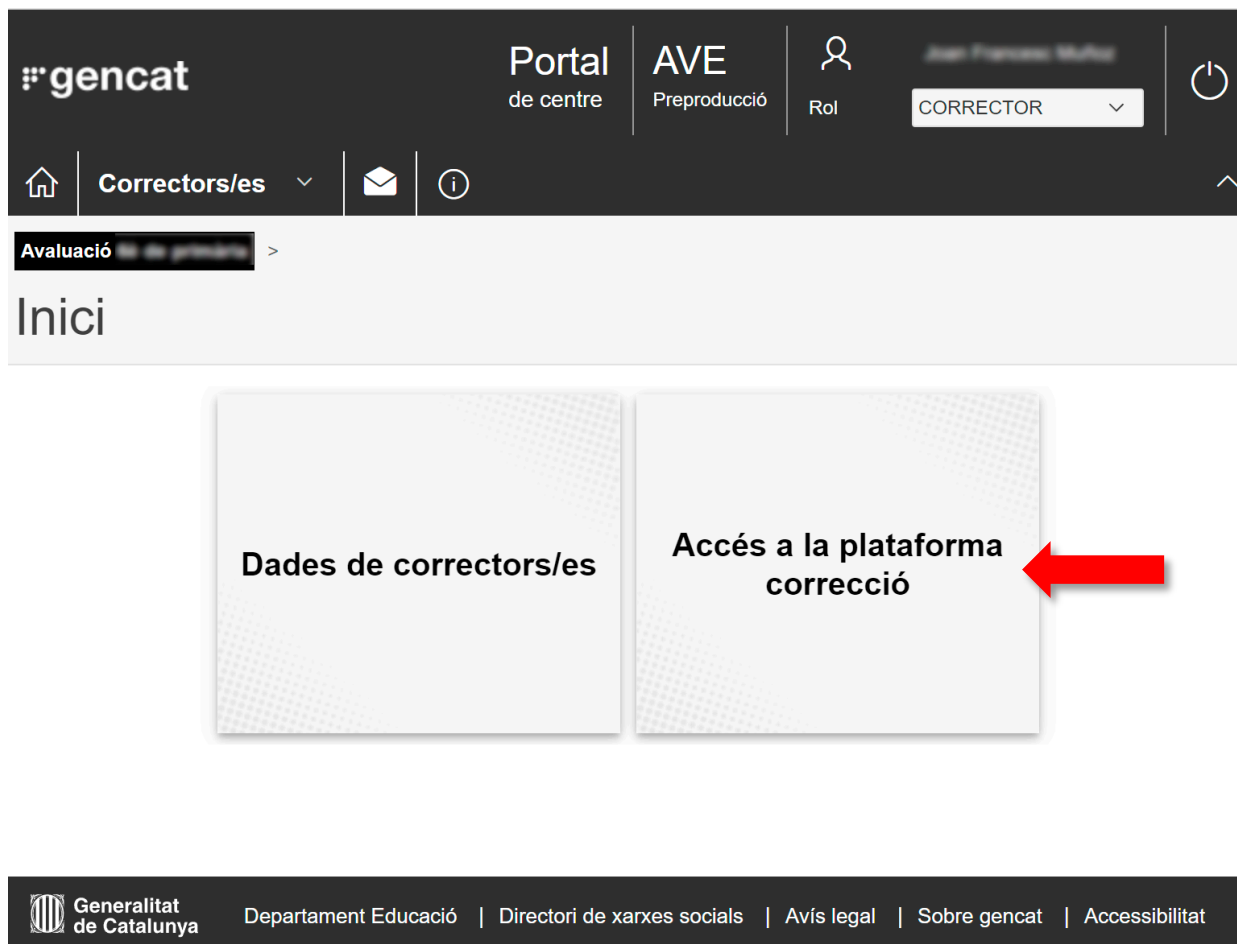 gencat
Portal
de centre
AVE
Preproducció
Rol
CORRECTOR
Correctors/es
Avaluació >
Inici
Dades de correctors/es
Accés a la plataforma
correcció
Generalitat
de Catalunya
Departament Educació | Directori de xarxes socials | Avís legal | Sobre gencat | Accessibilitat